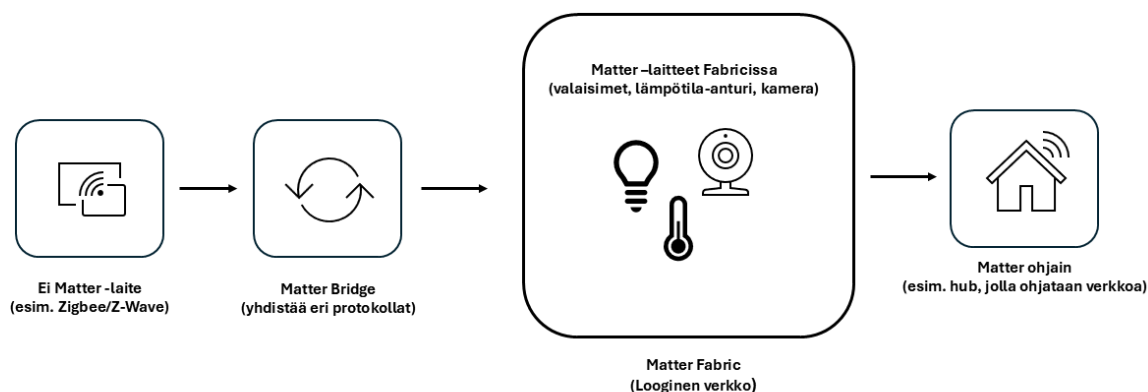 Matter –laitteet Fabricissa
(valaisimet, lämpötila-anturi, kamera)
Ei Matter -laite
(esim. Zigbee/Z-Wave)
Matter Bridge
(yhdistää eri protokollat)
Matter ohjain
(esim. hub, jolla ohjataan verkkoa)
Matter Fabric
(Looginen verkko)